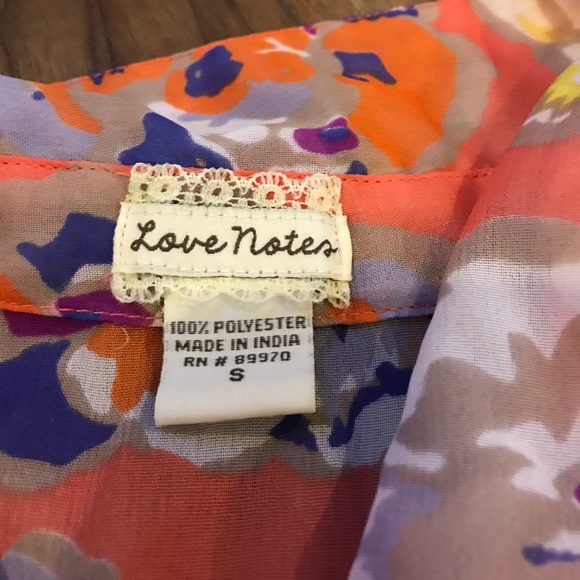 Love Notes
100% POLYESTER
MADE IN INDIA
RN # 89970
S